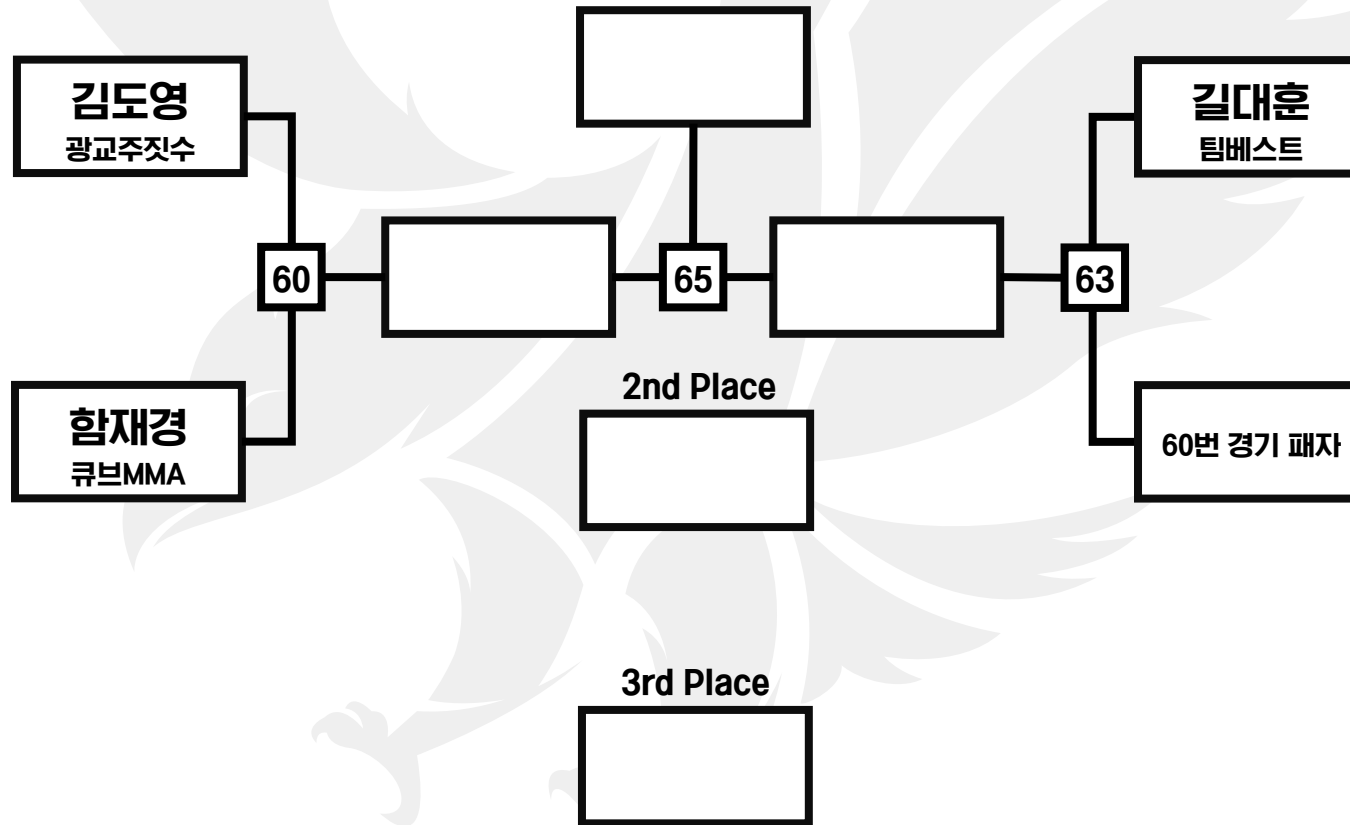 김도영
광교주짓수
길대훈
팀베스트
60
65
63
함재경
큐브MMA
2nd Place
60번 경기 패자
3rd Place